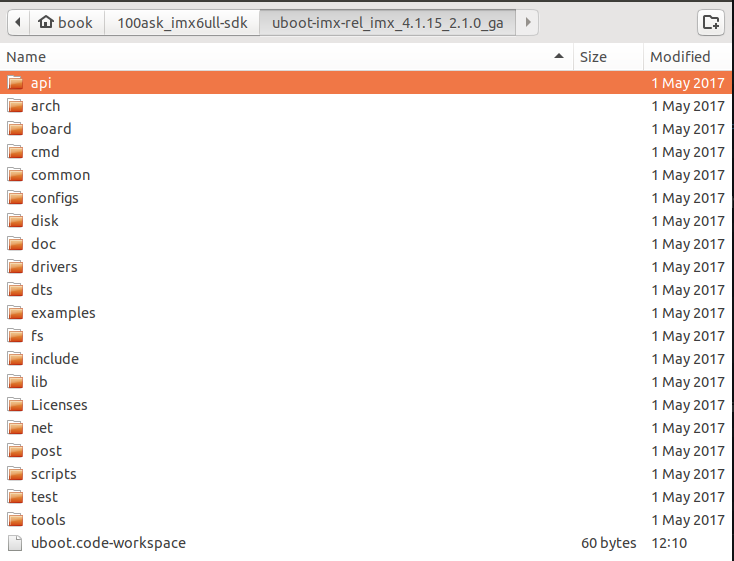 book 100ask_imx6ull-sdk uboot-imx-rel_imx_4.1.15_2.1.0_ga
Name Size Modified
api 1 May 2017
arch 1 May 2017
board 1 May 2017
cmd 1 May 2017
common 1 May 2017
configs 1 May 2017
disk 1 May 2017
doc 1 May 2017
drivers 1 May 2017
dts 1 May 2017
examples 1 May 2017
fs 1 May 2017
include 1 May 2017
lib 1 May 2017
Licenses 1 May 2017
net 1 May 2017
post 1 May 2017
scripts 1 May 2017
test 1 May 2017
tools 1 May 2017
uboot.code-workspace 60 bytes 12:10